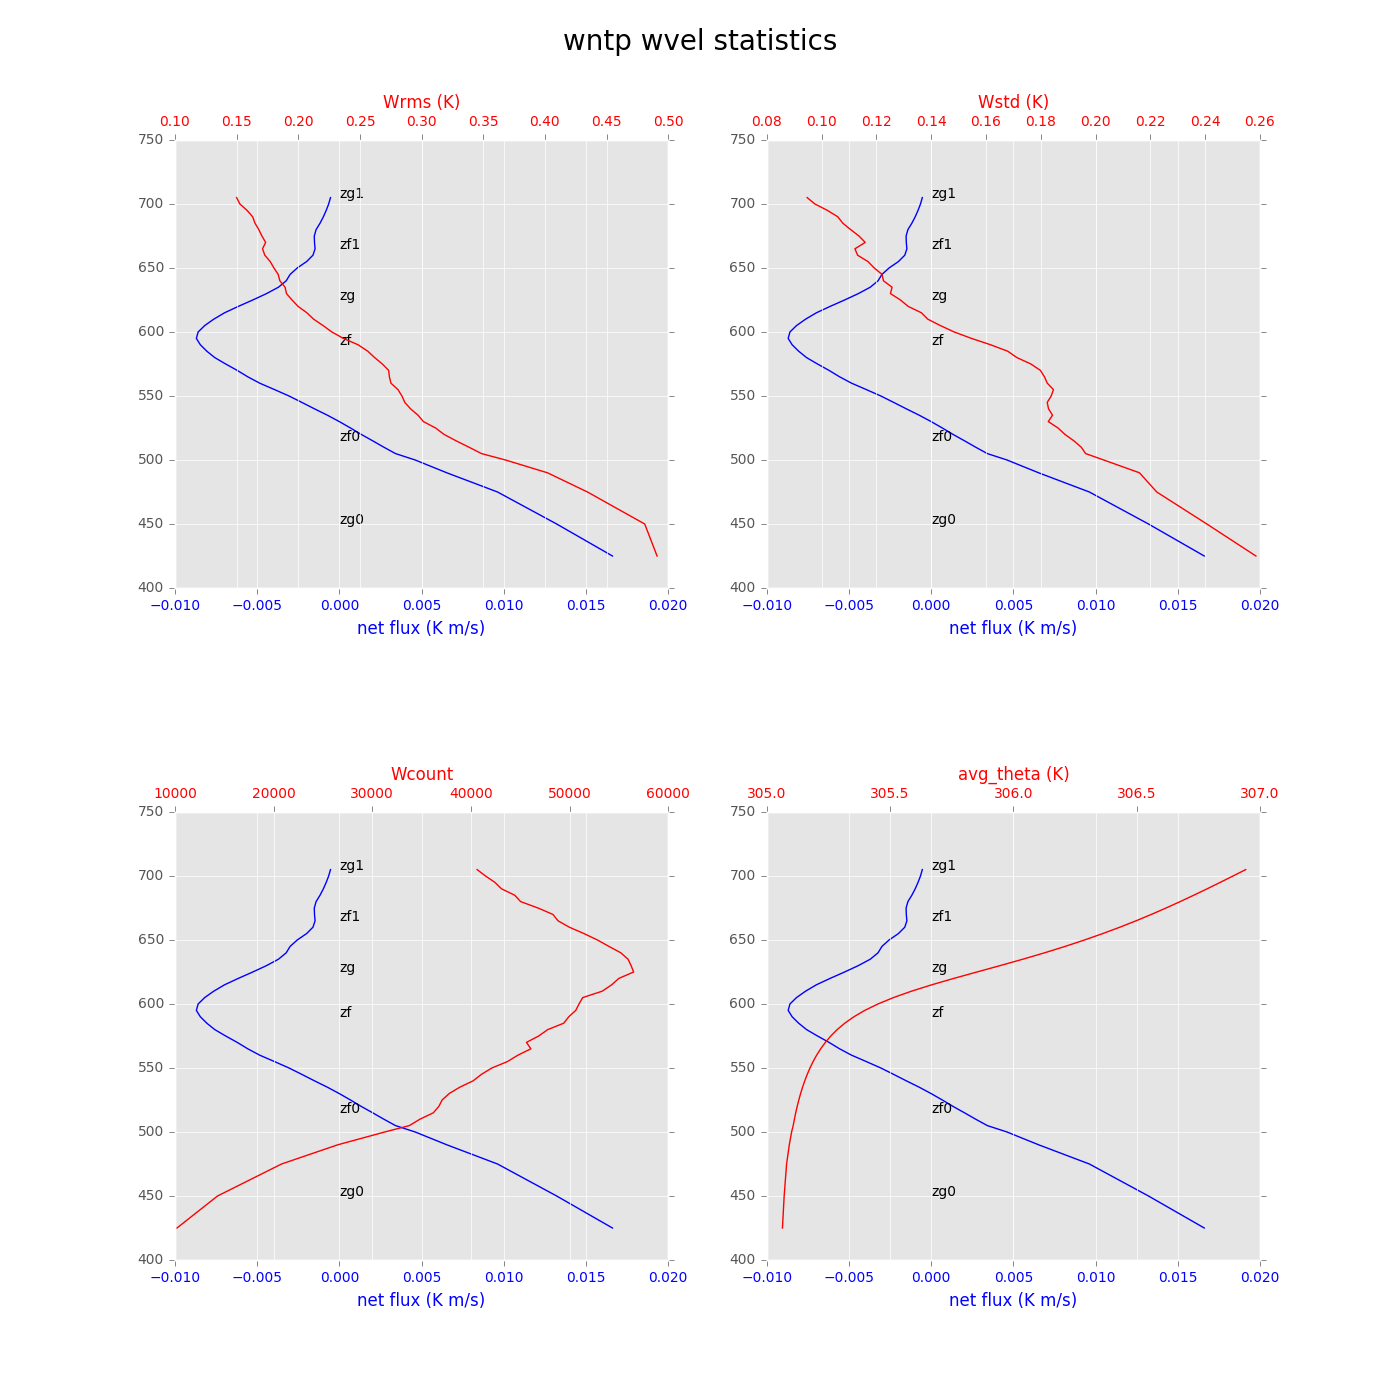 wntp wvel statistics
Wrms (K)
0.10 0.15 0.20 0.25 0.30 0.35 0.40 0.45 0.50
750
700
650
600
550
500
450
400
zg1
zf1
zg
zf
zf0
zg0
−0.010 −0.005 0.000 0.005 0.010 0.015 0.020
net flux (K m/s)
Wstd (K)
0.08 0.10 0.12 0.14 0.16 0.18 0.20 0.22 0.24 0.26
750
700
650
600
550
500
450
400
zg1
zf1
zg
zf
zf0
zg0
−0.010 −0.005 0.000 0.005 0.010 0.015 0.020
net flux (K m/s)
Wcount
10000 20000 30000 40000 50000 60000
750
700
650
600
550
500
450
400
zg1
zf1
zg
zf
zf0
zg0
−0.010 −0.005 0.000 0.005 0.010 0.015 0.020
net flux (K m/s)
avg_theta (K)
305.0 305.5 306.0 306.5 307.0
750
700
650
600
550
500
450
400
zg1
zf1
zg
zf
zf0
zg0
−0.010 −0.005 0.000 0.005 0.010 0.015 0.020
net flux (K m/s)